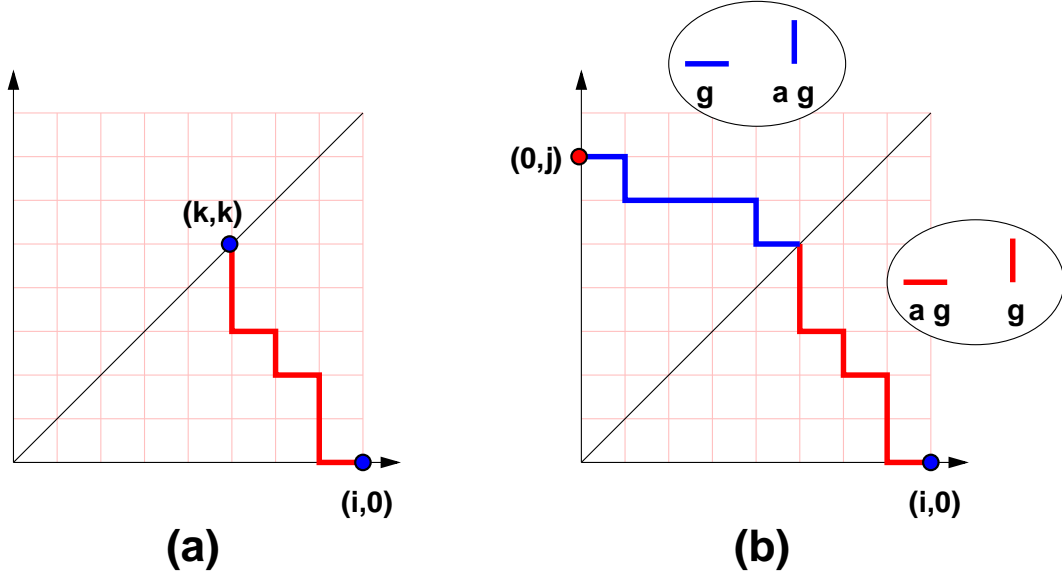 g a g
(0,j)
(k,k)
a g g
(i,0) (i,0)
(a) (b)